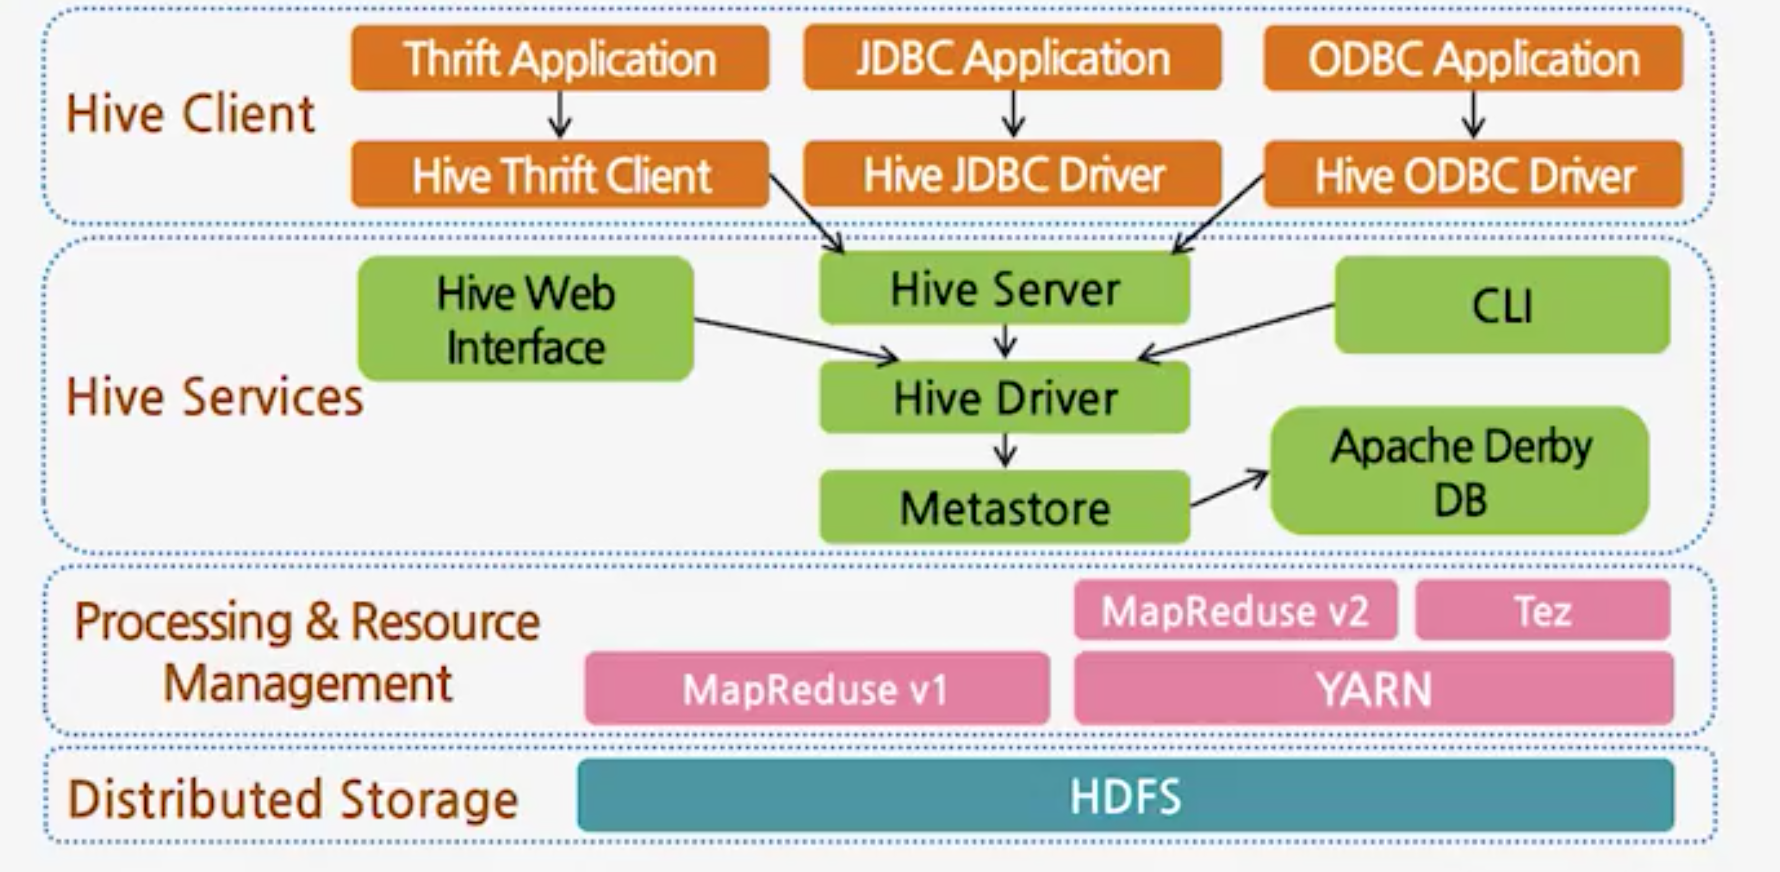 Hive Client
Thrift Application
JDBC Application
ODBC Application
Hive Thrift Client
Hive JDBC Driver
Hive ODBC Driver
Hive Services
Hive Web
Interface
Hive Server
CLI
Hive Driver
Apache Derby
DB
Metastore
Processing & Resource
Management
MapReduse v2
Tez
MapReduse v1
YARN
Distributed Storage
HDFS